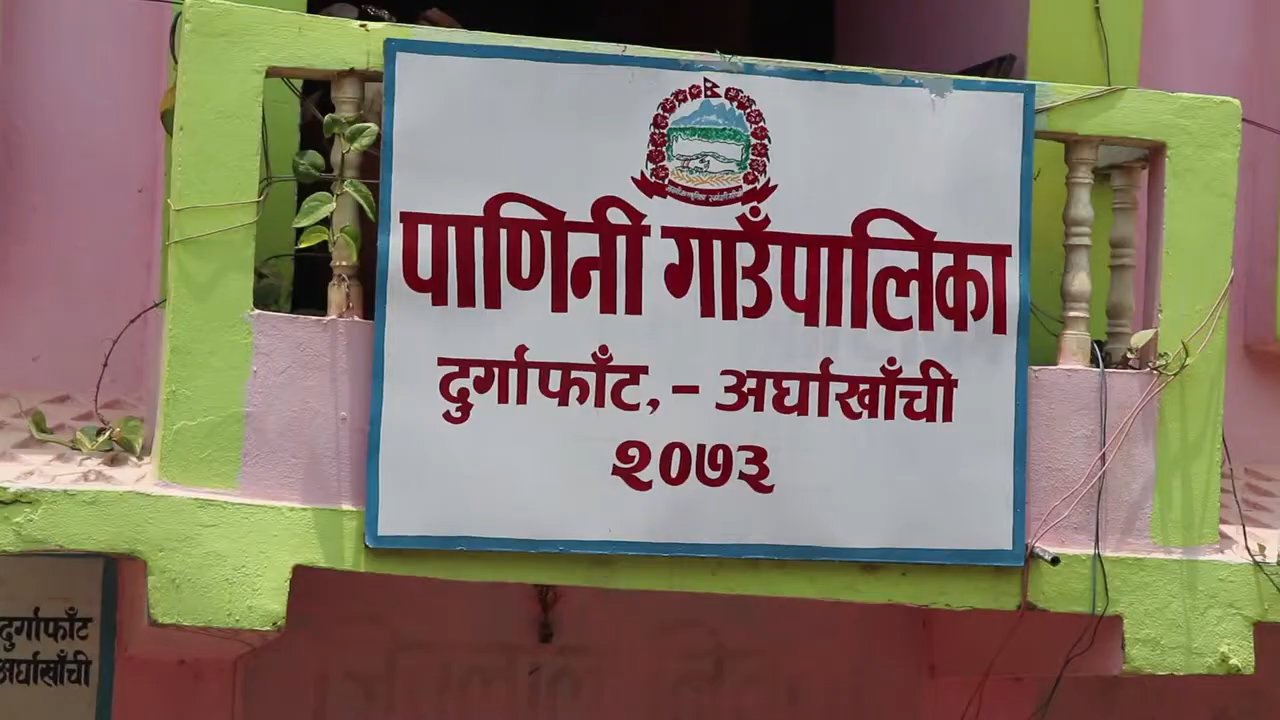 पाणिनी गाउँपालिका
दुर्गाफाँट, - अर्घाखाँची
२०७३
दुर्गाफाँट
अर्घाखाँची